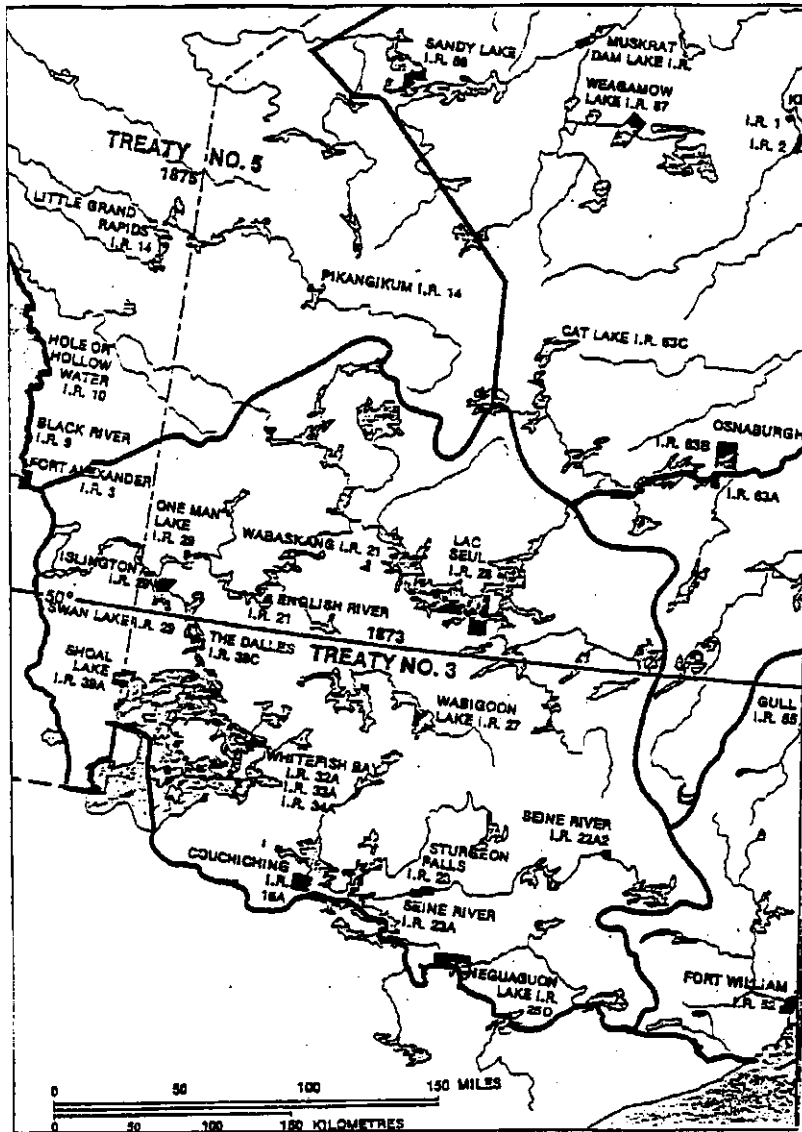 SANDY LAKE
I.R. 88
MUSKRAT
DAM LAKE I.R.
WEAGAMOW
LAKE I.R. 87
I.R. 1
I.R. 2
TREATY NO. 5
1875
LITTLE GRAND
RAPIDS
I.R. 14
PIKANGIKUM I.R. 14
HOLE OR
HOLLOW
WATER
I.R. 10
CAT LAKE I.R. 63C
BLACK RIVER
I.R. 9
OSNABURGH
I.R. 63B
I.R. 63A
FORT ALEXANDER
I.R. 3
ONE MAN
LAKE
I.R. 29
WABASKANG I.R. 21
LAC
SEUL
I.R. 28
ISLINGTON
I.R. 29
50°
ENGLISH RIVER
I.R. 21
SWAN LAKE I.R. 29
1873
THE DALLES
I.R. 38C
TREATY NO. 3
SHOAL
LAKE
I.R. 39A
GULL
I.R. 55
WABIGOON
LAKE I.R. 27
WHITEFISH BAY
I.R. 32A
I.R. 33A
I.R. 34A
SEINE RIVER
I.R. 22A2
STURGEON
FALLS
I.R. 23
COUCHICHING
I.R.
16A
SEINE RIVER
I.R. 23A
NEGUAGUON
LAKE I.R.
25D
FORT WILLIAM
I.R. 52
0 50 100 150 MILES
0 50 100 150 KILOMETRES